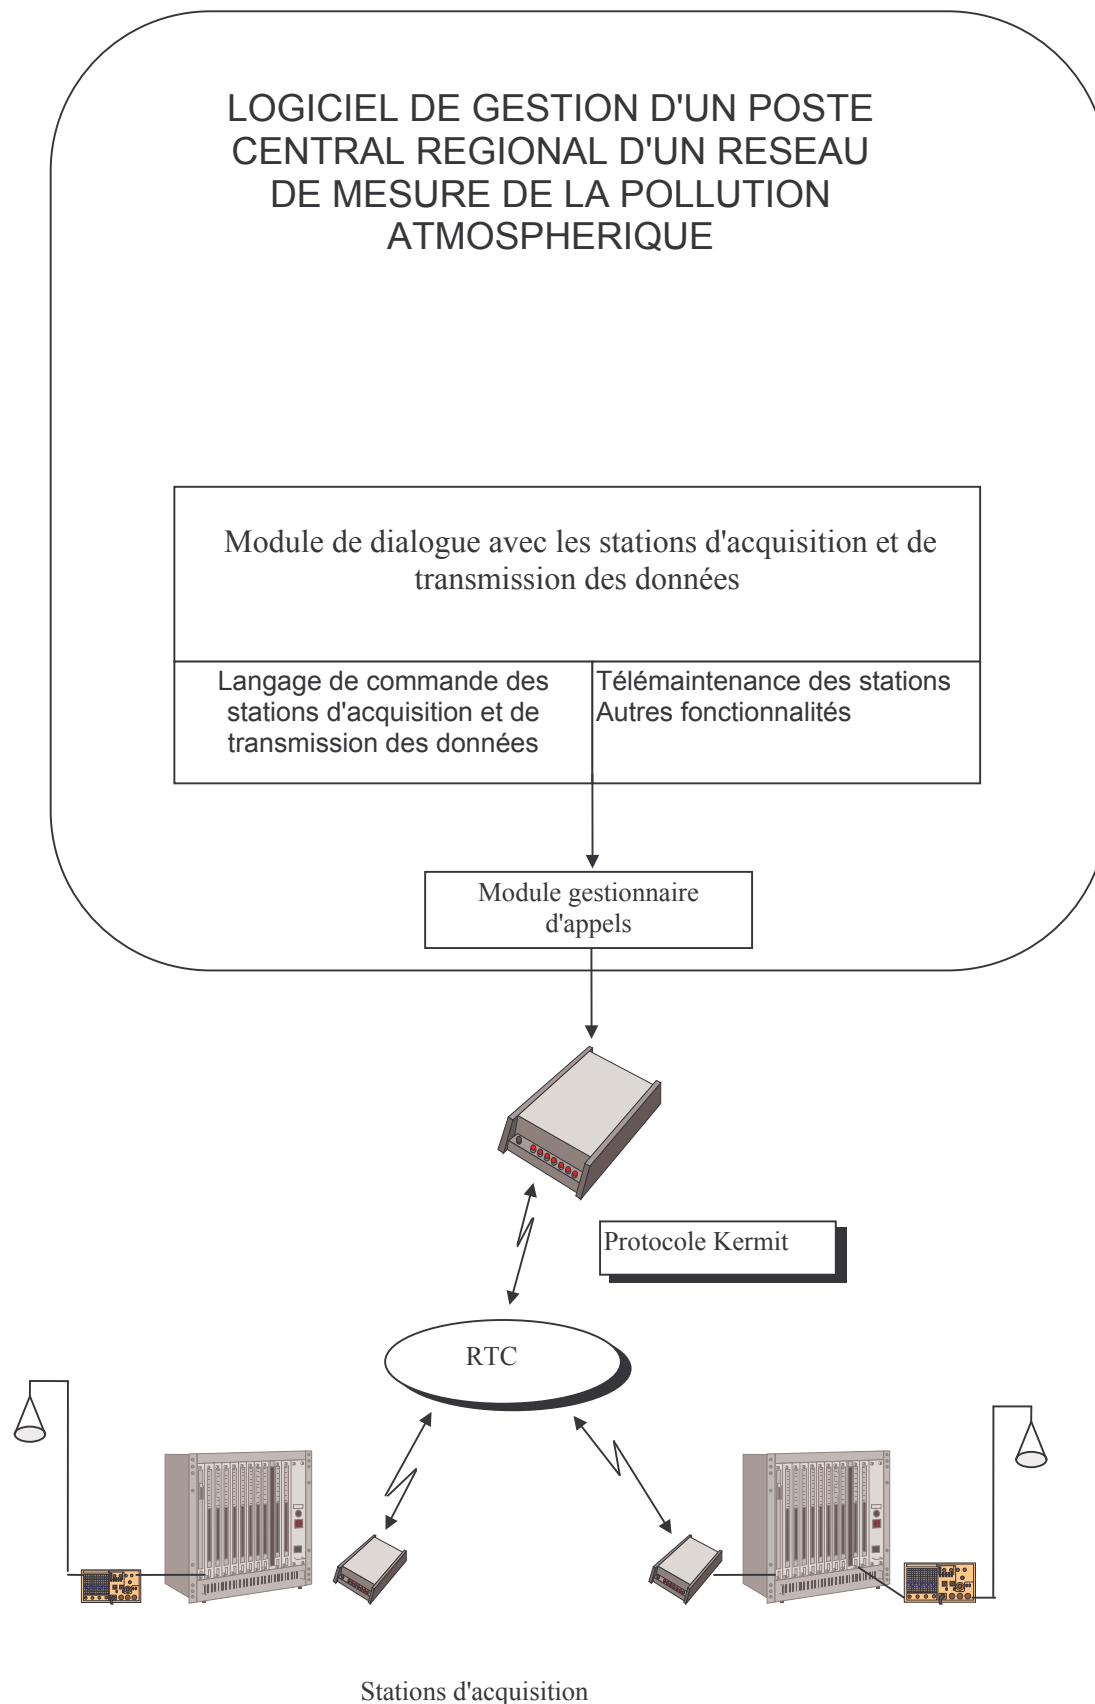 LOGICIEL DE GESTION D'UN POSTE
CENTRAL REGIONAL D'UN RESEAU
DE MESURE DE LA POLLUTION
ATMOSPHERIQUE
Module de dialogue avec les stations d'acquisition et de
transmission des données
Langage de commande des
stations d'acquisition et de
transmission des données
Télémaintenance des stations
Autres fonctionnalités
Module gestionnaire
d'appels
Protocole Kermit
RTC
Stations d'acquisition